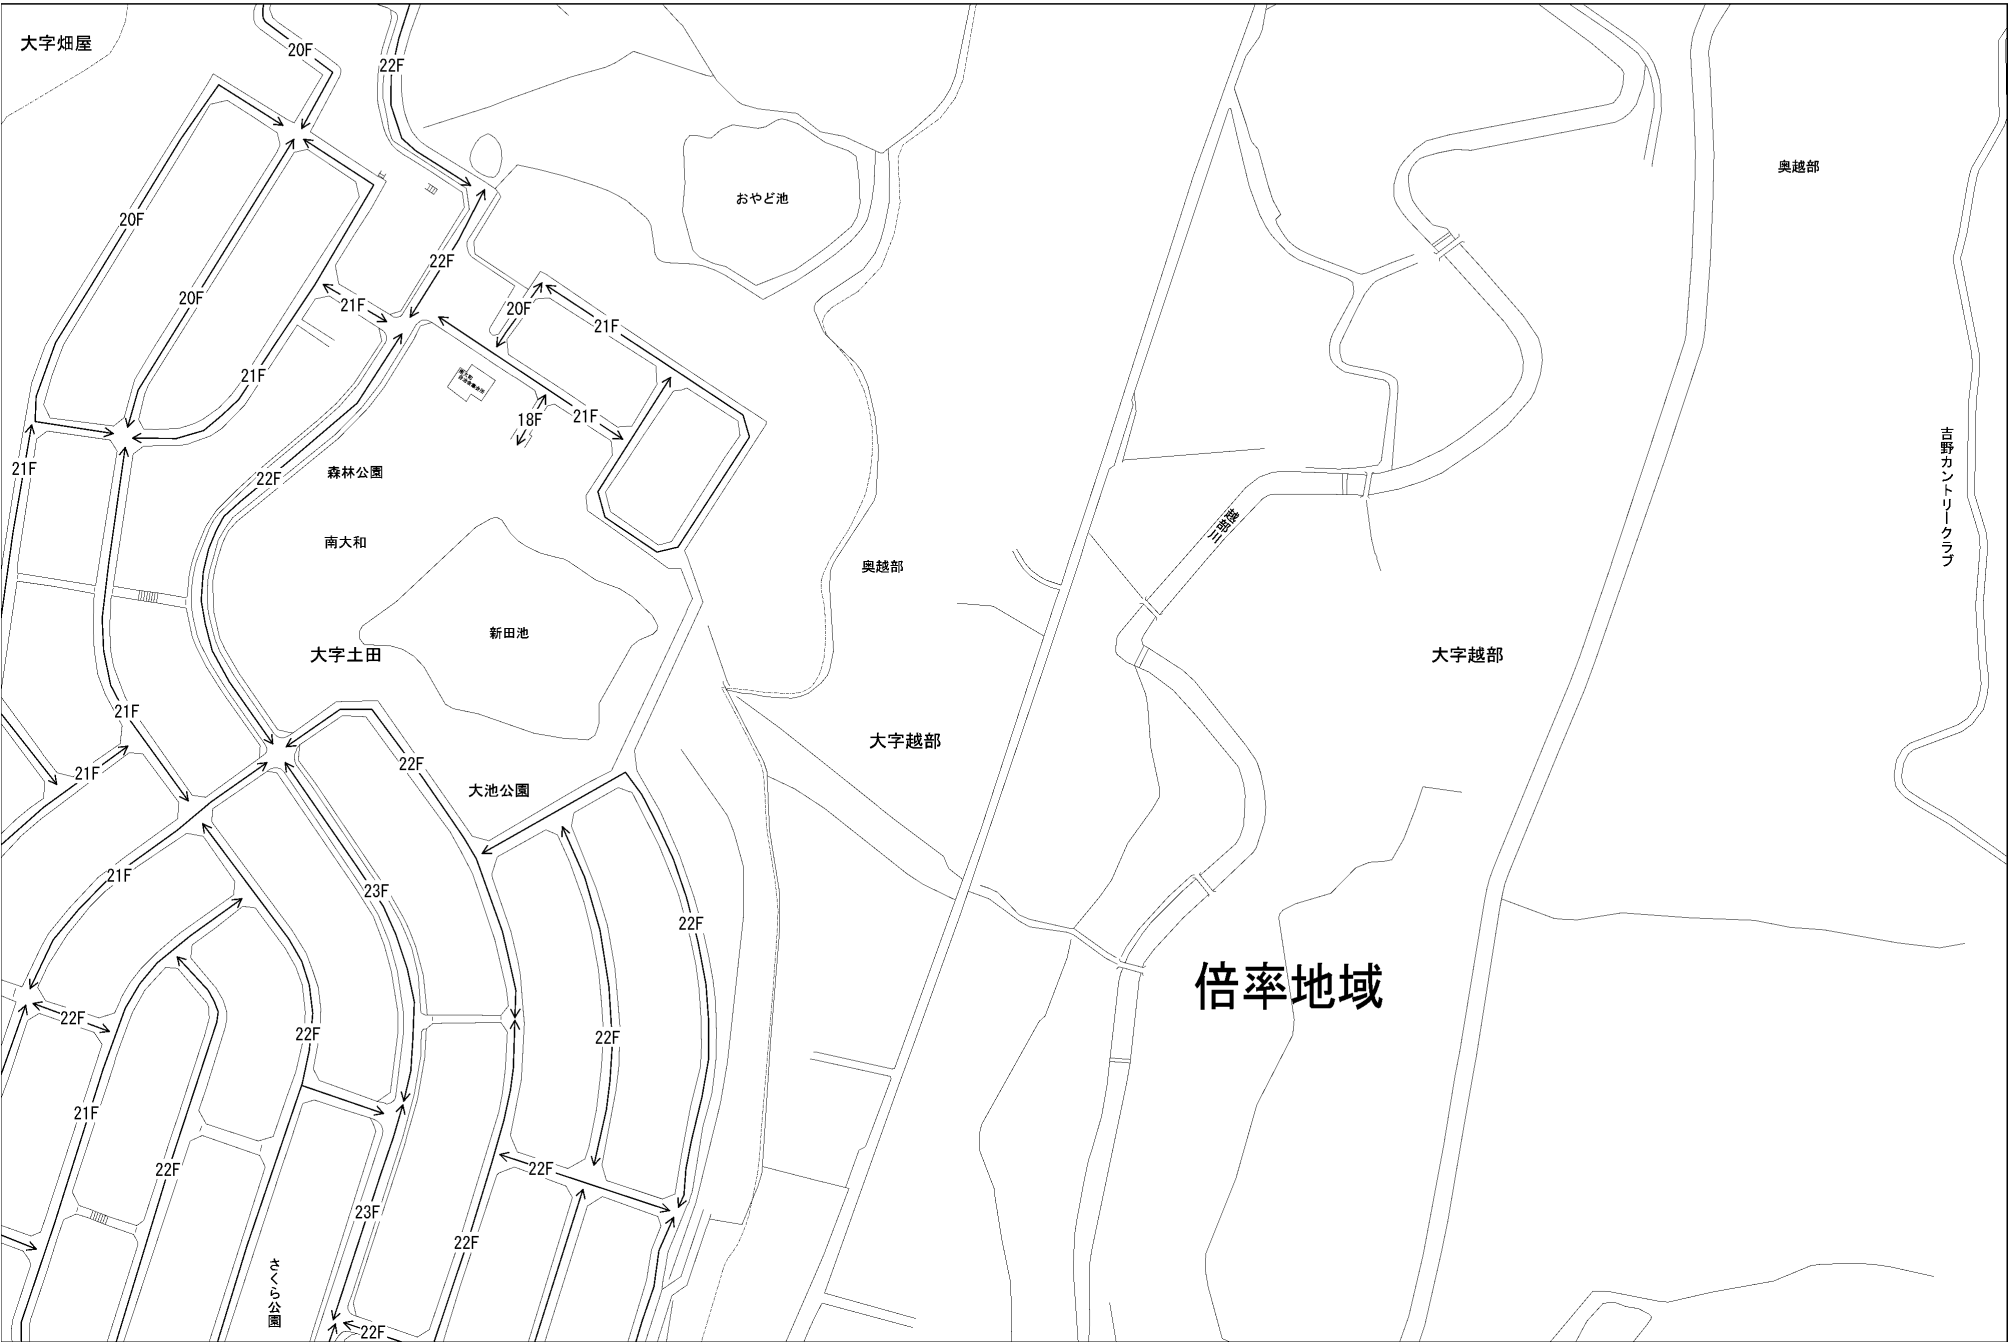 大字畑屋
20F
22F
奥越部
おやど池
20F
20F
22F
21F
20F
21F
21F
18F
21F
21F
22F
森林公園
吉野カントリークラブ
越部川
南大和
奥越部
新田池
大字土田
大字越部
21F
大字越部
22F
21F
大池公園
21F
23F
22F
倍率地域
22F
22F
22F
21F
22F
22F
23F
22F
さくら公園
22F